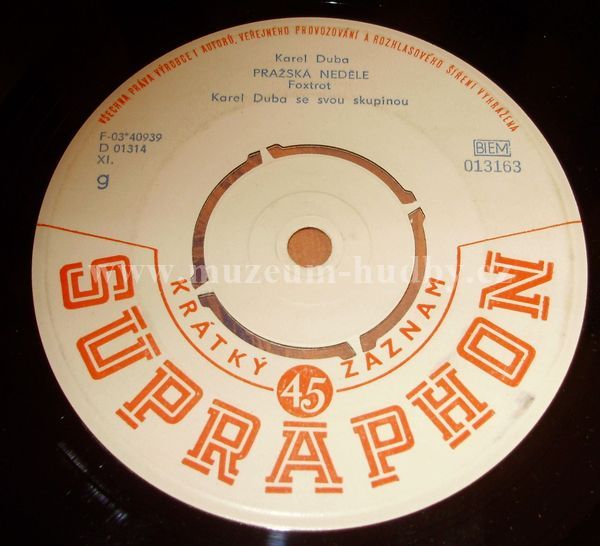 VŠECHNA PRÁVA VÝROBCE I AUTORŮ, VEŘEJNÉHO PROVOZOVÁNÍ A ROZHLASOVÉHO ŠÍŘENÍ VYHRAŽENA
Karel Duba
PRAŽSKÁ NEDĚLE
Foxtrot
Karel Duba se svou skupinou
F-03*40939
D 01314
XI.
g
BIEM
013163
www.muzeum-hudby.cz
KRÁTKÝ ZÁZNAM
45
SUPRAPHON